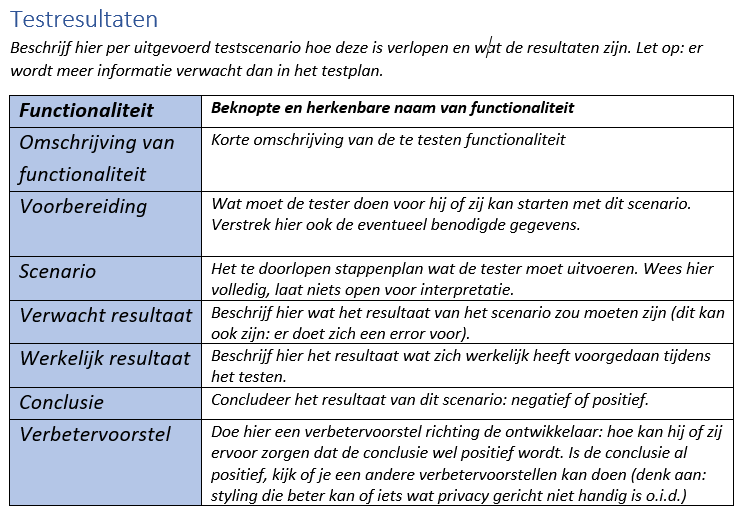 Testresultaten
Beschrijf hier per uitgevoerd testscenario hoe deze is verlopen en wat de resultaten zijn. Let op: er
wordt meer informatie verwacht dan in het testplan.
Functionaliteit
Beknopte en herkenbare naam van functionaliteit
Omschrijving van
functionaliteit
Korte omschrijving van de te testen functionaliteit
Voorbereiding
Wat moet de tester doen voor hij of zij kan starten met dit scenario.
Verstrek hier ook de eventueel benodigde gegevens.
Scenario
Het te doorlopen stappenplan wat de tester moet uitvoeren. Wees hier
volledig, laat niets open voor interpretatie.
Verwacht resultaat
Beschrijf hier wat het resultaat van het scenario zou moeten zijn (dit kan
ook zijn: er doet zich een error voor).
Werkelijk resultaat
Beschrijf hier het resultaat wat zich werkelijk heeft voorgedaan tijdens
het testen.
Conclusie
Concludeer het resultaat van dit scenario: negatief of positief.
Verbetervoorstel
Doe hier een verbetervoorstel richting de ontwikkelaar: hoe kan hij of zij
ervoor zorgen dat de conclusie wel positief wordt. Is de conclusie al
positief, kijk of je een andere verbetervoorstellen kan doen (denk aan:
styling die beter kan of iets wat privacy gericht niet handig is o.i.d.)